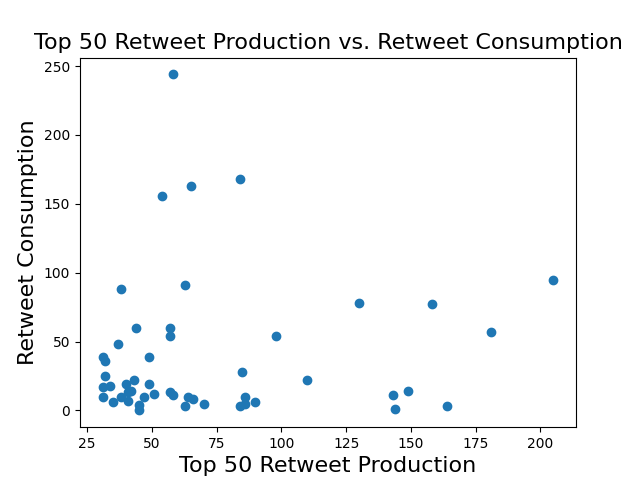 Top 50 Retweet Production vs. Retweet Consumption
250
200
150
100
50
0
Retweet Consumption
25 50 75 100 125 150 175 200
Top 50 Retweet Production